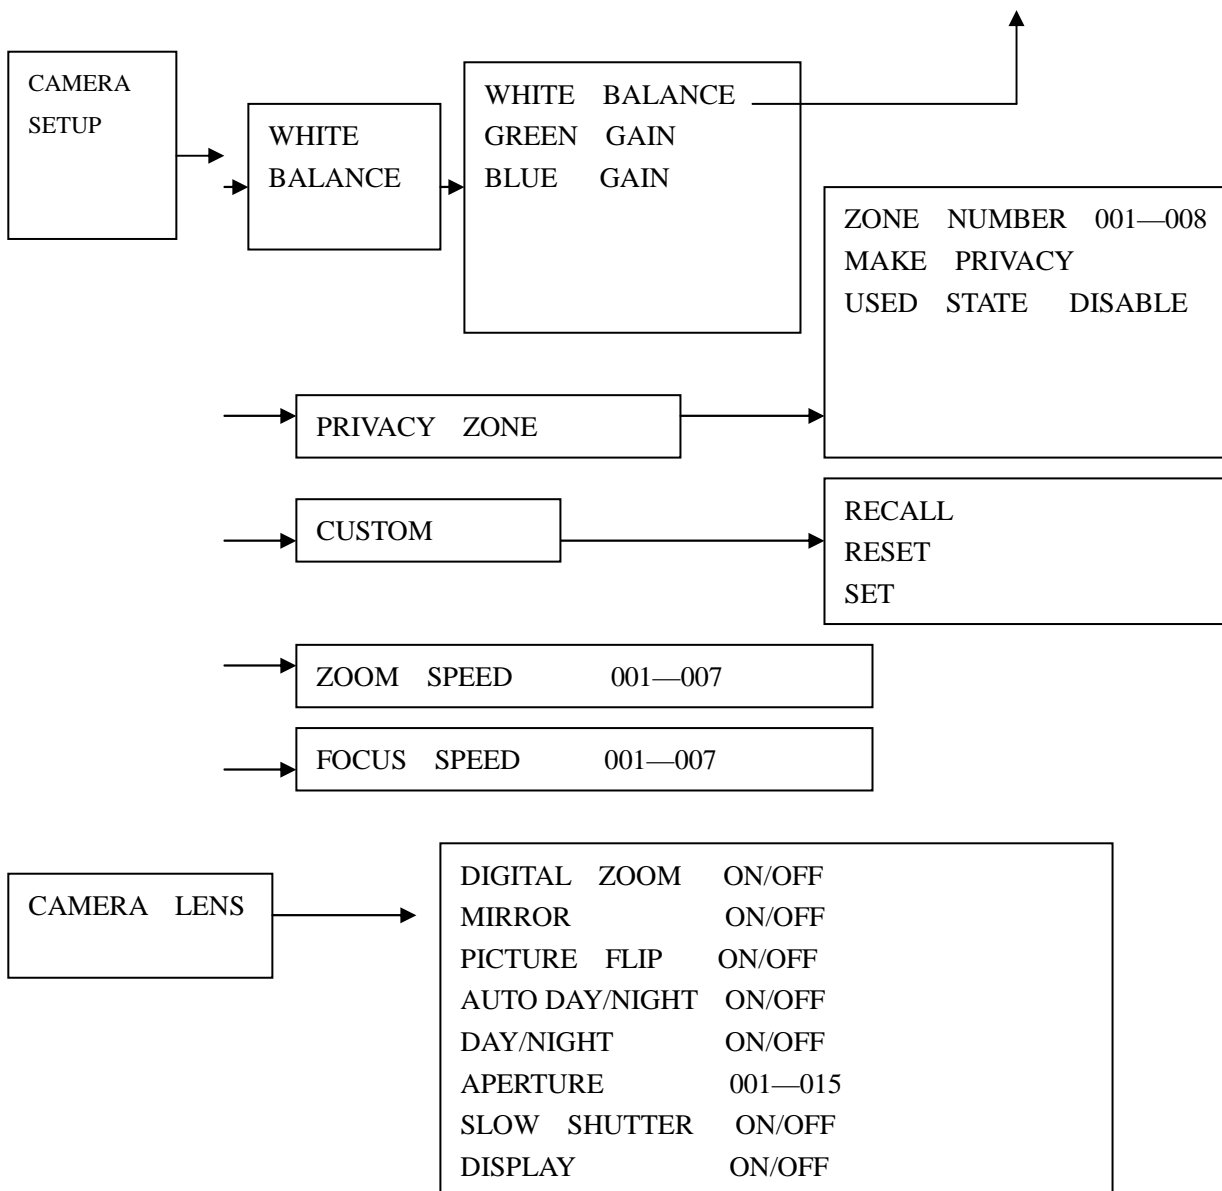 CAMERA
SETUP
WHITE
BALANCE
WHITE BALANCE
GREEN GAIN
BLUE GAIN
ZONE NUMBER 001—008
MAKE PRIVACY
USED STATE DISABLE
PRIVACY ZONE
CUSTOM
RECALL
RESET
SET
ZOOM SPEED 001—007
FOCUS SPEED 001—007
CAMERA LENS
DIGITAL ZOOM ON/OFF
MIRROR ON/OFF
PICTURE FLIP ON/OFF
AUTO DAY/NIGHT ON/OFF
DAY/NIGHT ON/OFF
APERTURE 001—015
SLOW SHUTTER ON/OFF
DISPLAY ON/OFF